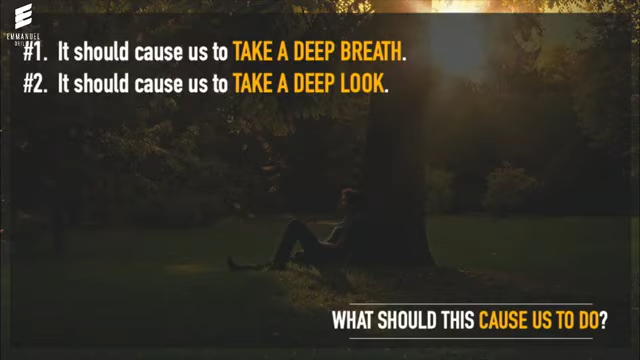 EMMANUEL
#1. It should cause us to TAKE A DEEP BREATH.
#2. It should cause us to TAKE A DEEP LOOK.
WHAT SHOULD THIS CAUSE US TO DO?